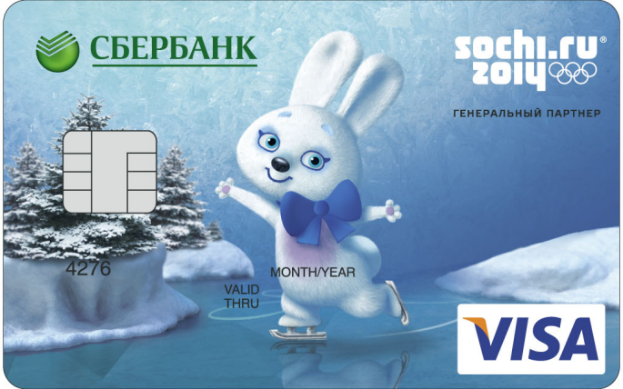 СБЕРБАНК
sochi.ru®
2014
ГЕНЕРАЛЬНЫЙ ПАРТНЕР
4276
MONTH/YEAR
VALID
THRU
VISA